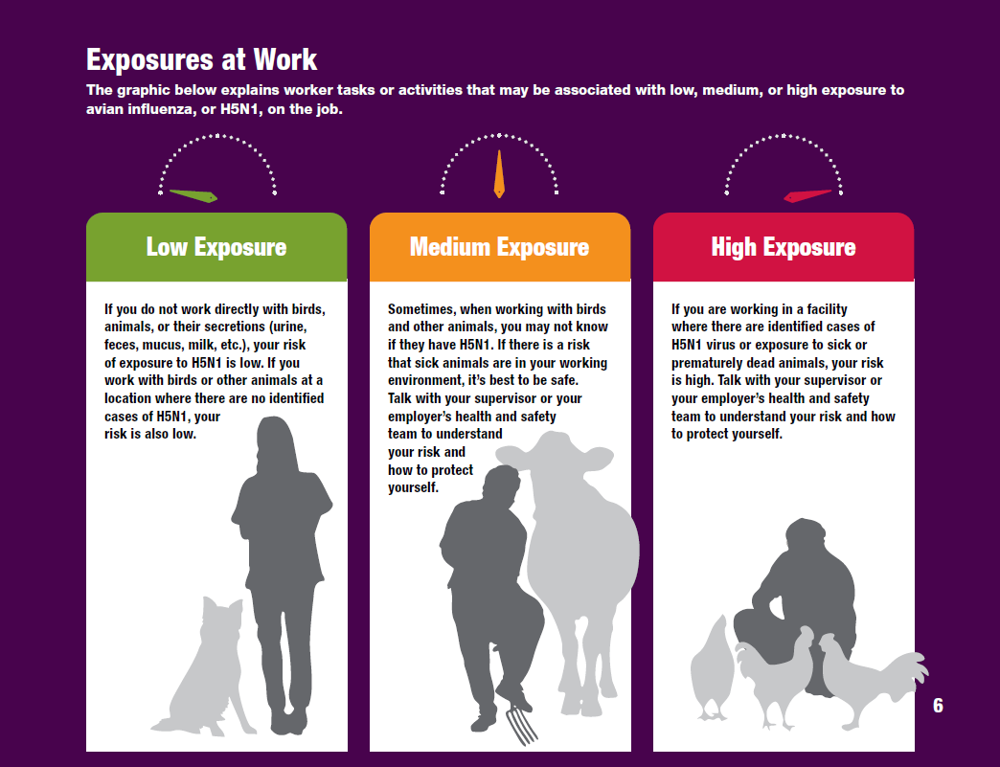 Exposures at Work
The graphic below explains worker tasks or activities that may be associated with low, medium, or high exposure to
avian influenza, or H5N1, on the job.
Low Exposure
If you do not work directly with birds,
animals, or their secretions (urine,
feces, mucus, milk, etc.), your risk
of exposure to H5N1 is low. If you
work with birds or other animals at a
location where there are no identified
cases of H5N1, your
risk is also low.
Medium Exposure
Sometimes, when working with birds
and other animals, you may not know
if they have H5N1. If there is a risk
that sick animals are in your working
environment, it's best to be safe.
Talk with your supervisor or your
employer's health and safety
team to understand
your risk and
how to protect
yourself.
High Exposure
If you are working in a facility
where there are identified cases of
H5N1 virus or exposure to sick or
prematurely dead animals, your risk
is high. Talk with your supervisor or
your employer's health and safety
team to understand your risk and how
to protect yourself.
6